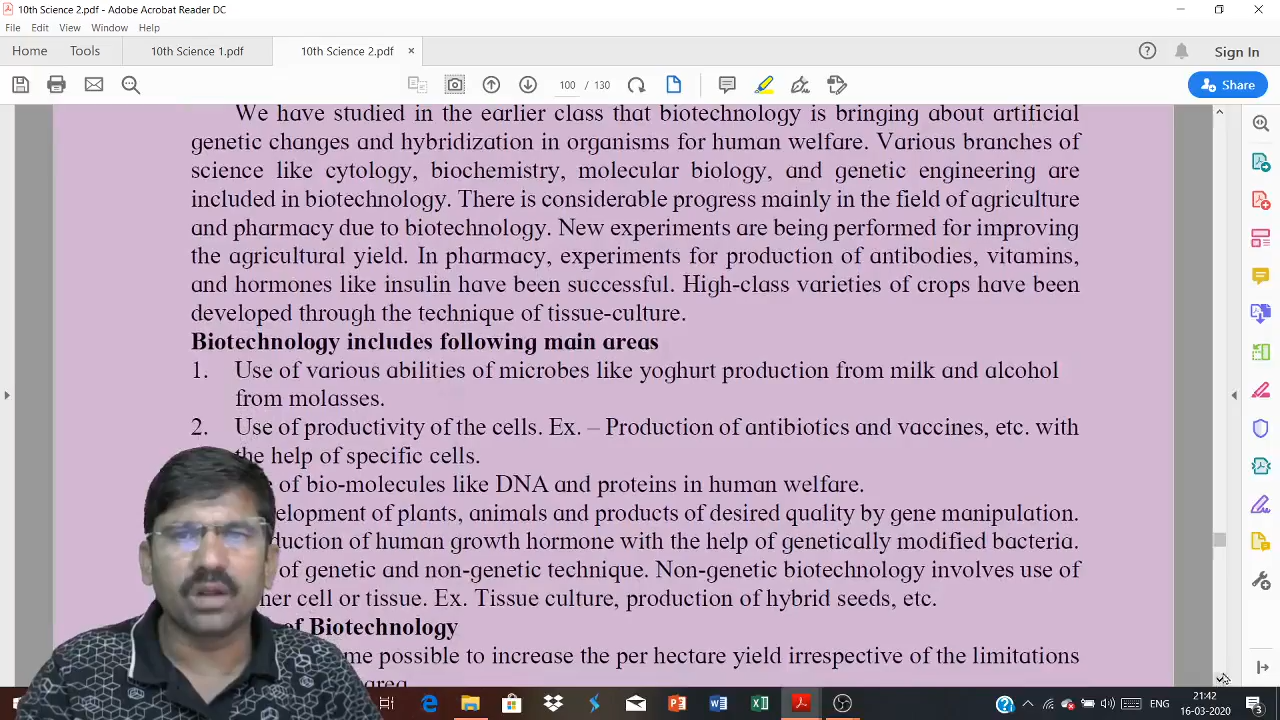 10th Science 2.pdf - Adobe Acrobat Reader DC
File Edit View Window Help
Home Tools 10th Science 1.pdf 10th Science 2.pdf × Sign In
100 / 130 Share
We have studied in the earlier class that biotechnology is bringing about artificial
genetic changes and hybridization in organisms for human welfare. Various branches of
science like cytology, biochemistry, molecular biology, and genetic engineering are
included in biotechnology. There is considerable progress mainly in the field of agriculture
and pharmacy due to biotechnology. New experiments are being performed for improving
the agricultural yield. In pharmacy, experiments for production of antibodies, vitamins,
and hormones like insulin have been successful. High-class varieties of crops have been
developed through the technique of tissue-culture.
Biotechnology includes following main areas
1. Use of various abilities of microbes like yoghurt production from milk and alcohol
from molasses.
2. Use of productivity of the cells. Ex. – Production of antibiotics and vaccines, etc. with
the help of specific cells.
of bio-molecules like DNA and proteins in human welfare.
of plants, animals and products of desired quality by gene manipulation.
of human growth hormone with the help of genetically modified bacteria.
of genetic and non-genetic technique. Non-genetic biotechnology involves use of
cell or tissue. Ex. Tissue culture, production of hybrid seeds, etc.
of Biotechnology
possible to increase the per hectare yield irrespective of the limitations
area
ENG 21:42
16-03-2020 3